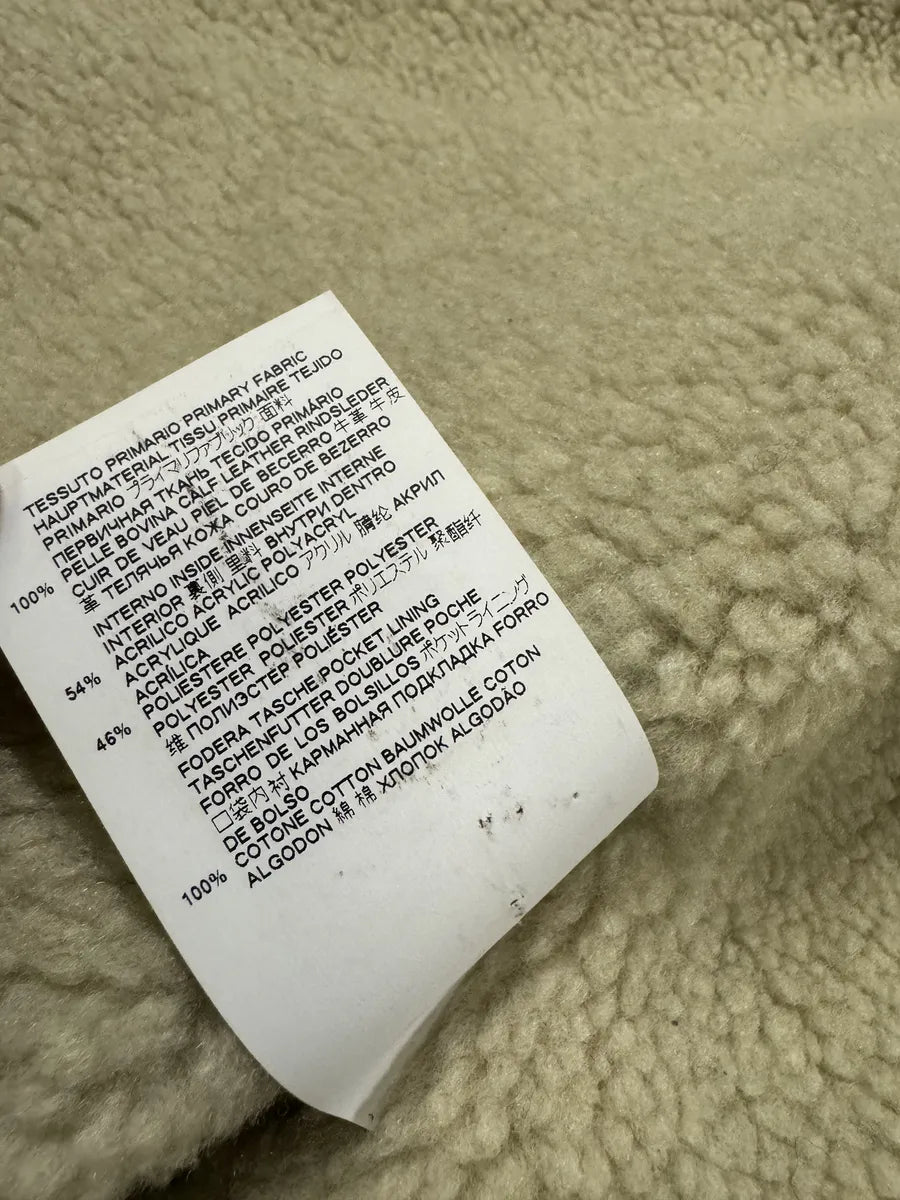 TESSUTO PRIMARIO PRIMARY FABRIC
HAUPTMATERIAL TISSU PRIMAIRE TEJIDO
PRIMARIO プライマリファブリック 面料
ПЕРВИЧНАЯ ТКАНЬ TECIDO PRIMÁRIO
100% PELLE BOVINA CALF LEATHER RINDSLEDER
CUIR DE VEAU PIEL DE BECERRO 牛革 牛皮
革 ТЕЛЯЧЬЯ КОЖА COURO DE BEZERRO
INTERNO INSIDE INNENSEITE INTERNE
INTERIOR 裏側 里料 ВНУТРИ DENTRO
54% ACRILICO ACRYLIC POLYACRYL
ACRYLIQUE ACRILICO アクリル 腈纶 АКРИЛ
ACRÍLICA
46% POLIESTERE POLYESTER POLYESTER
POLYESTER POLIESTER ポリエステル 聚酯纤
维 ПОЛИЭСТЕР POLIÉSTER
FODERA TASCHE POCKET LINING
TASCHENFUTTER DOUBLURE POCHE
FORRO DE LOS BOLSILLOS ポケットライニング
口袋内衬 КАРМАННАЯ ПОДКЛАДКА FORRO
DE BOLSO
100% COTONE COTTON BAUMWOLLE COTON
ALGODON 綿 棉 ХЛОПОК ALGODÃO